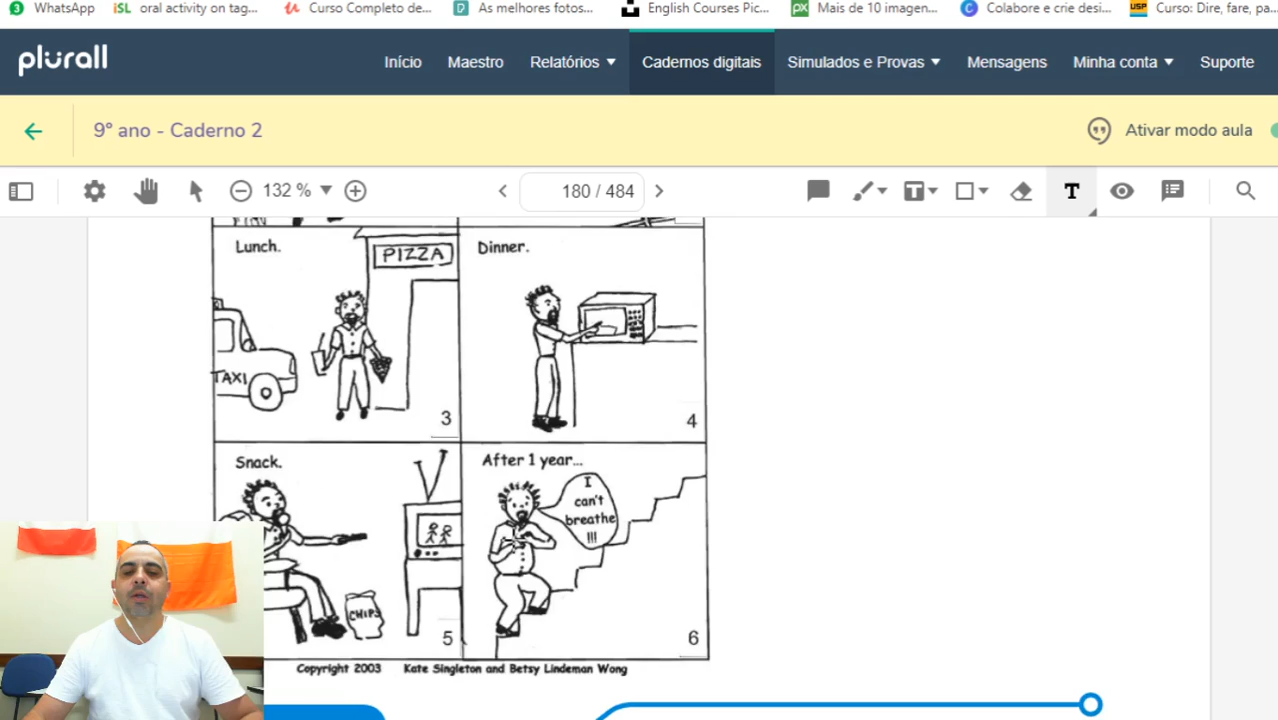 WhatsApp
iSL oral activity on tag...
Curso Completo de...
As melhores fotos...
English Courses Pic...
px Mais de 10 imagen...
C Colabore e crie desi...
USP Curso: Dire, fare, pa...
plurall
Início
Maestro
Relatórios
Cadernos digitais
Simulados e Provas
Mensagens
Minha conta
Suporte
9º ano - Caderno 2
Ativar modo aula
132 %
180 / 484
T
Lunch.
PIZZA
TAXI
3
Dinner.
4
Snack.
CHIPS
5
After 1 year...
I
can't
breathe
!!!
6
Copyright 2003 Kate Singleton and Betsy Lindeman Wong